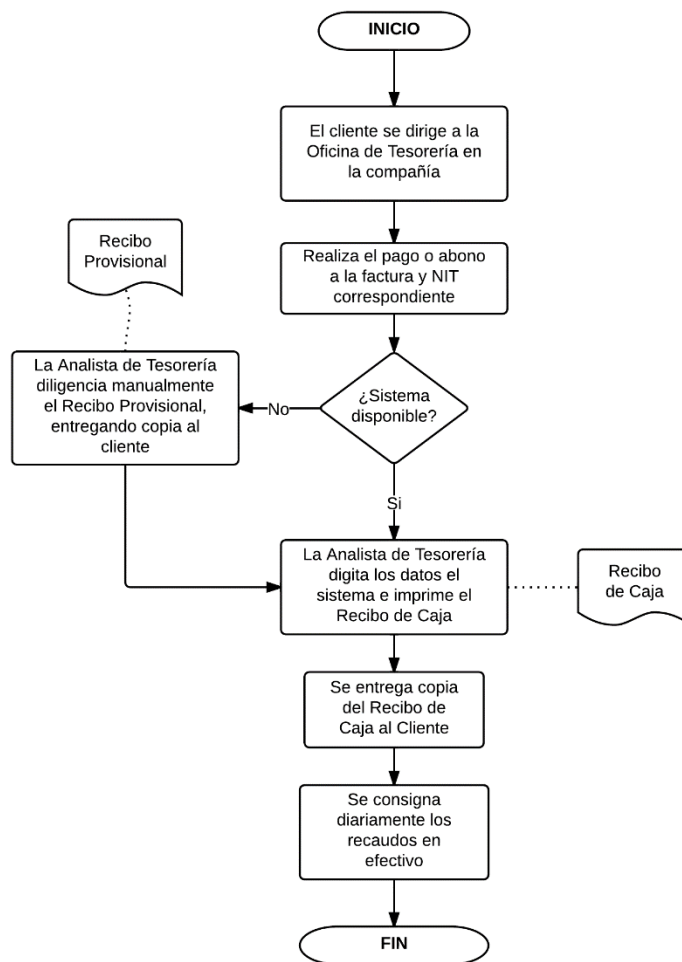 INICIO
El cliente se dirige a la
Oficina de Tesorería en
la compañía
Recibo
Provisional
Realiza el pago o abono
a la factura y NIT
correspondiente
¿Sistema
disponible?
No
La Analista de Tesorería
diligencia manualmente
el Recibo Provisional,
entregando copia al
cliente
Si
La Analista de Tesorería
digita los datos el
sistema e imprime el
Recibo de Caja
Recibo
de Caja
Se entrega copia
del Recibo de
Caja al Cliente
Se consigna
diariamente los
recaudos en
efectivo
FIN